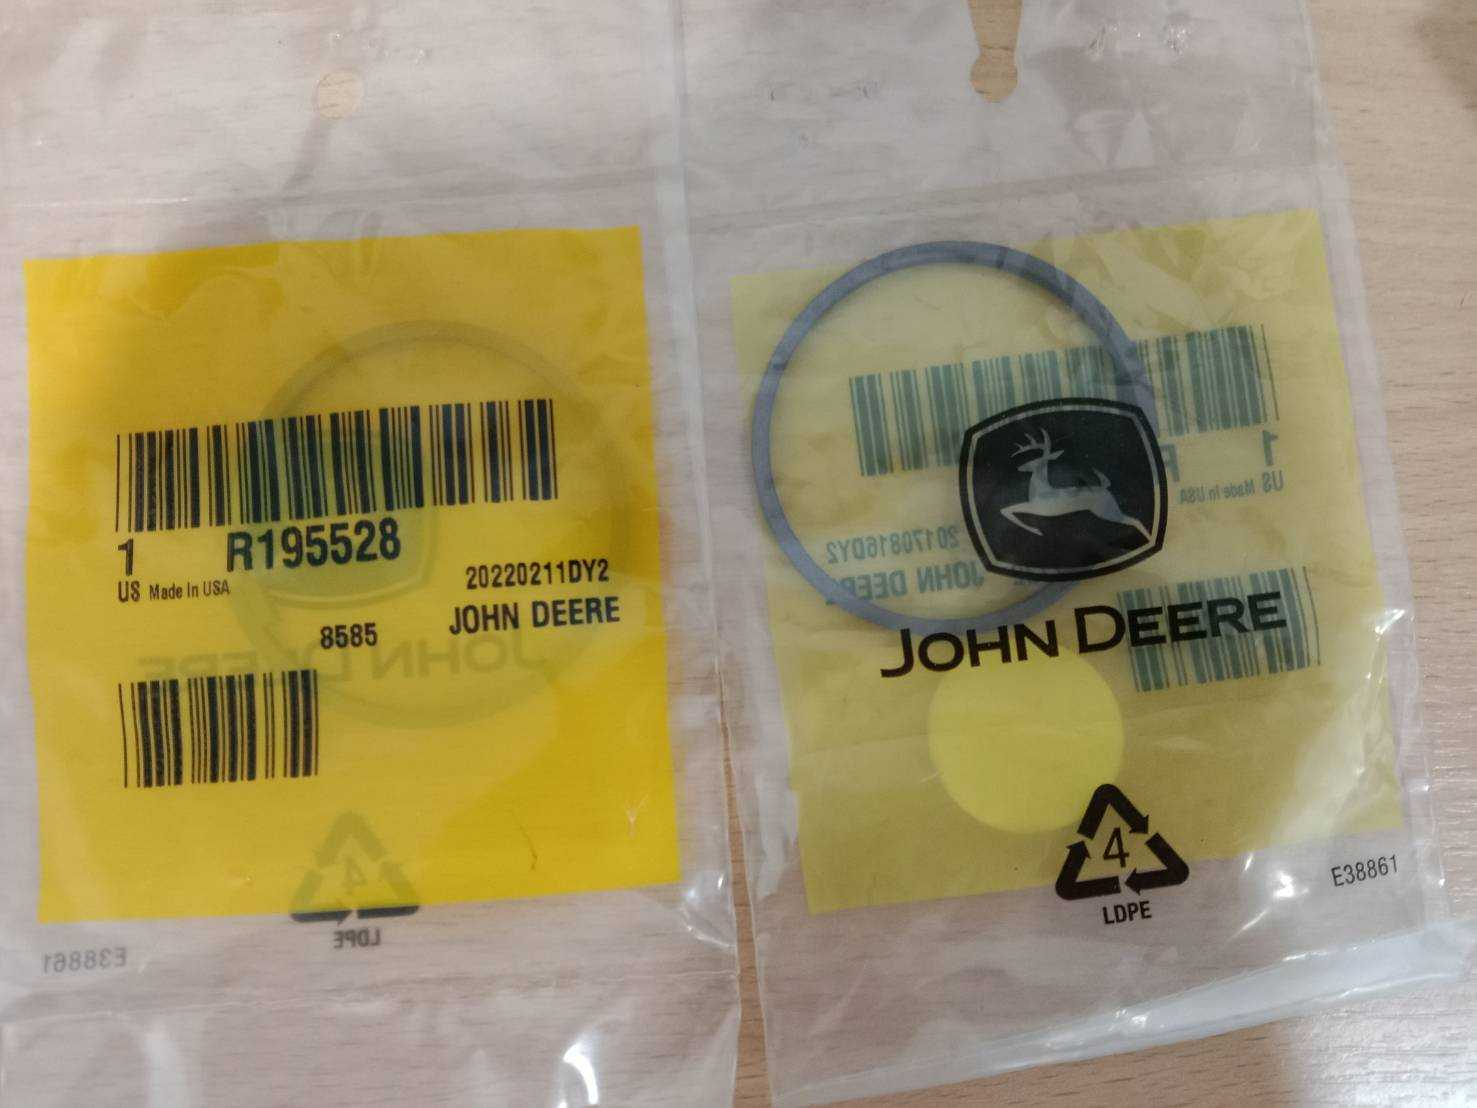 1 R195528
US Made In USA
20220211DY2
8585 JOHN DEERE
4
LDPE
E38861
1
US Made In USA
20170816DY2
JOHN DEERE
JOHN DEERE
4
LDPE
E38861